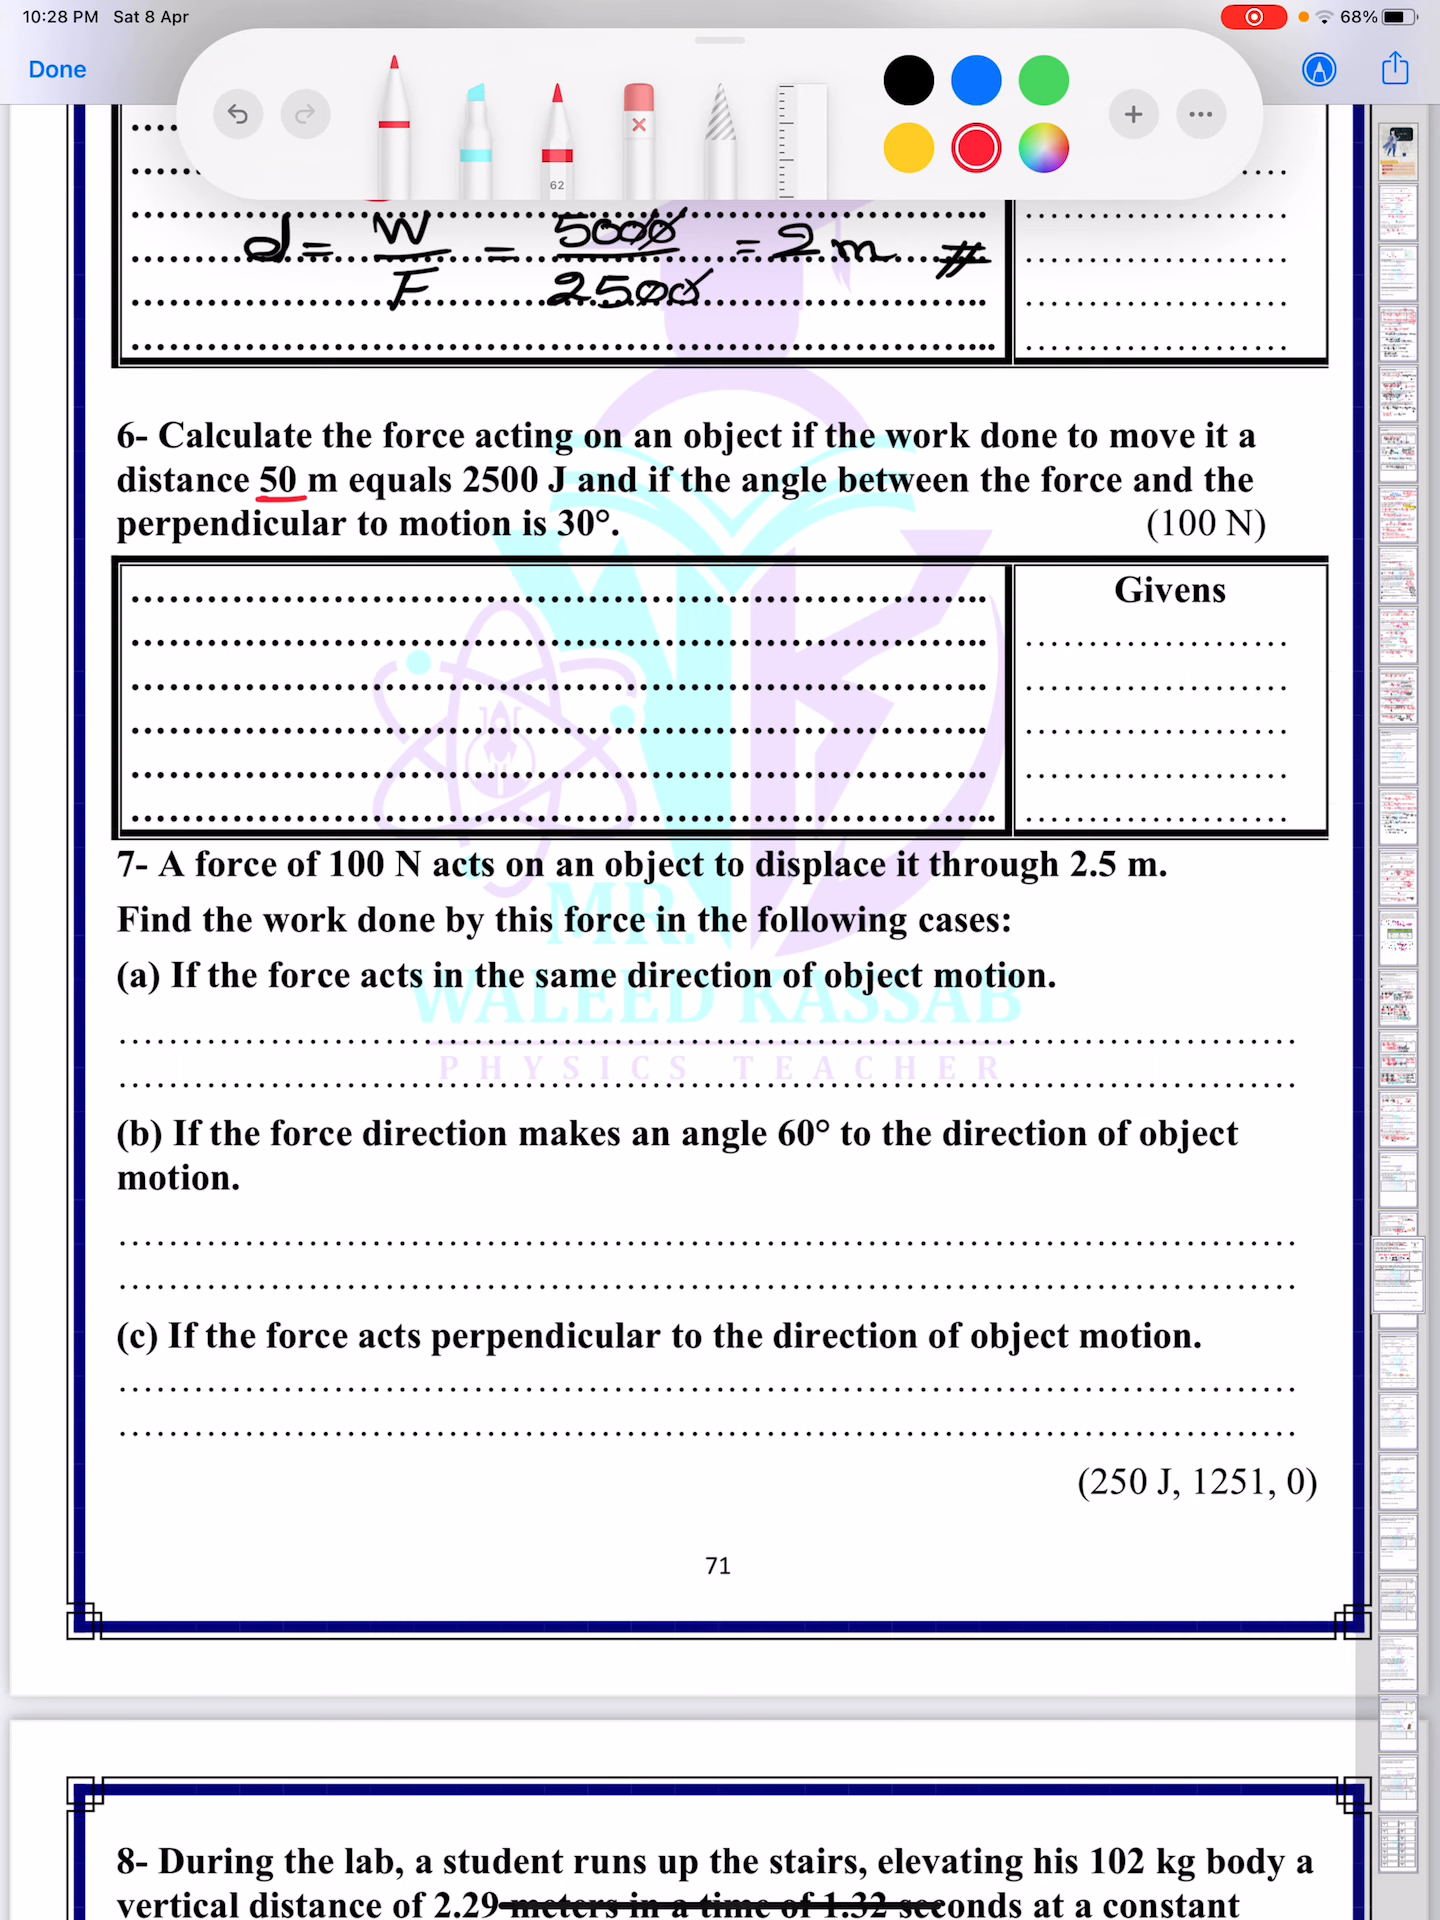 10:28 PM Sat 8 Apr
68%
Done
62
d = W/F = 5000/2500 = 2 m #
6- Calculate the force acting on an object if the work done to move it a
distance 50 m equals 2500 J and if the angle between the force and the
perpendicular to motion is 30°. (100 N)
Givens
7- A force of 100 N acts on an object to displace it through 2.5 m.
Find the work done by this force in the following cases:
MR.
(a) If the force acts in the same direction of object motion.
WALEED KASSAB
PHYSICS TEACHER
(b) If the force direction makes an angle 60° to the direction of object
motion.
(c) If the force acts perpendicular to the direction of object motion.
(250 J, 1251, 0)
71
8- During the lab, a student runs up the stairs, elevating his 102 kg body a
vertical distance of 2.29 meters in a time of 1.32 seconds at a constant